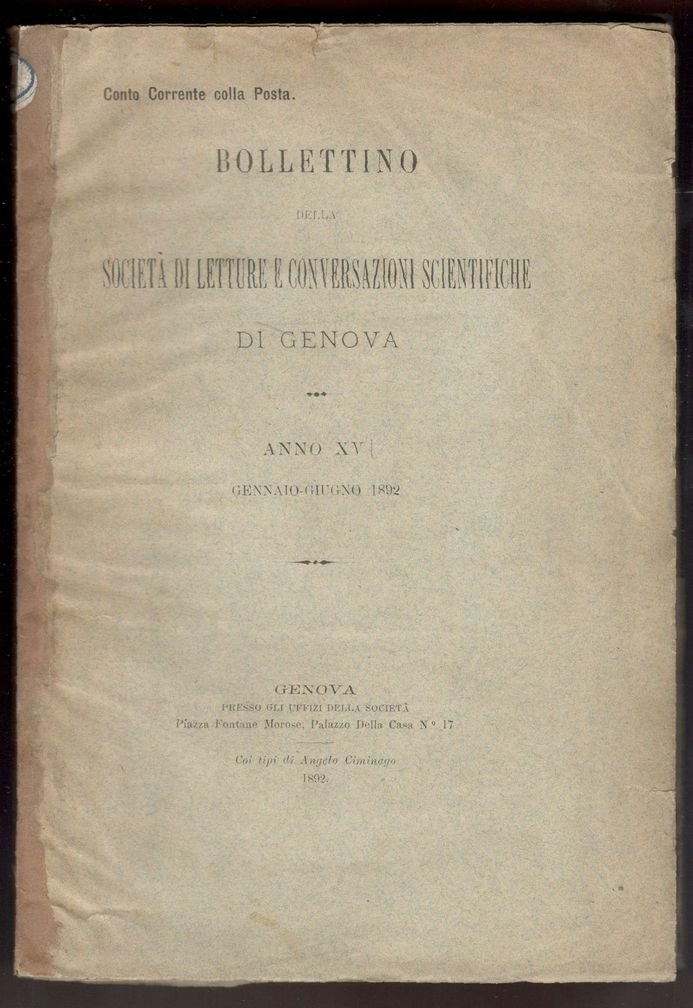 Conto Corrente colla Posta.
BOLLETTINO
DELLA
SOCIETÀ DI LETTURE E CONVERSAZIONI SCIENTIFICHE
DI GENOVA
ANNO XV
GENNAIO-GIUGNO 1892
GENOVA
PRESSO GLI UFFIZI DELLA SOCIETÀ
Piazza Fontane Morose, Palazzo Della Casa N° 17
Coi tipi di Angelo Ciminago
1892.